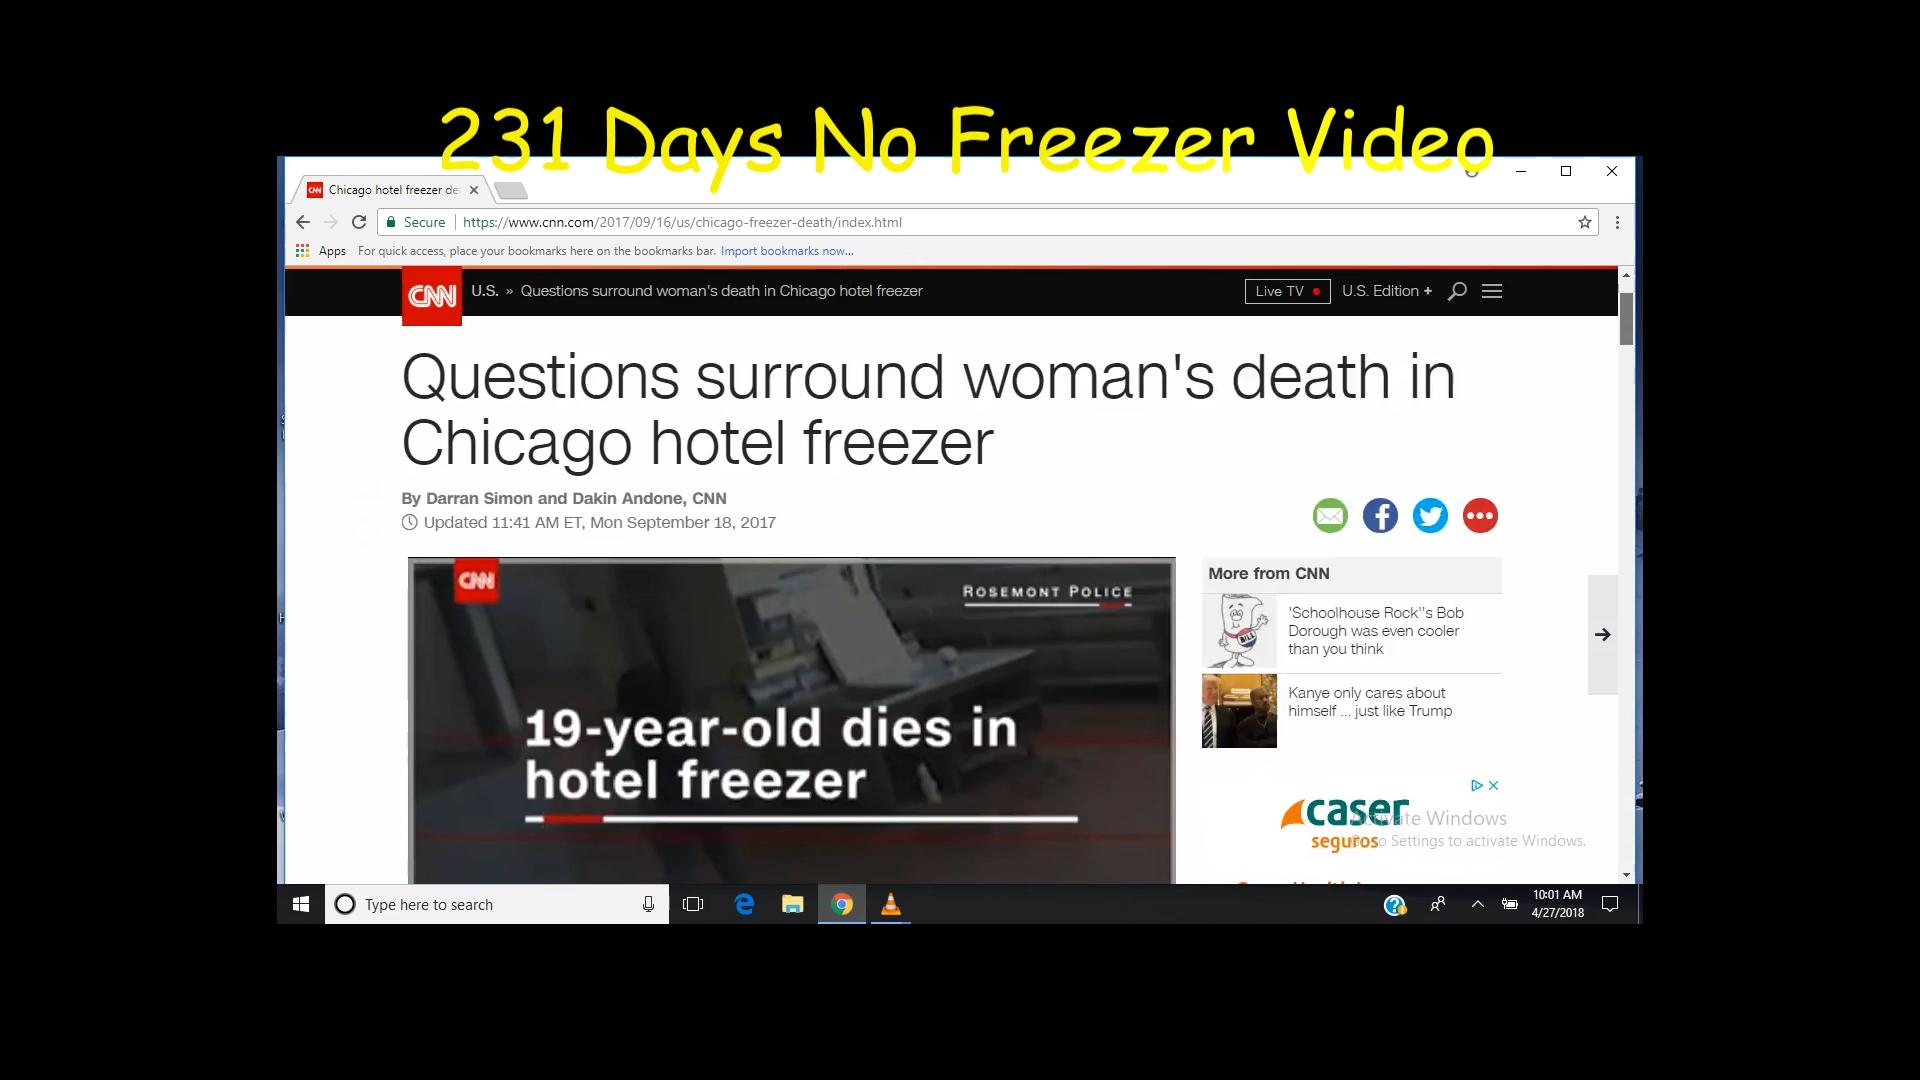 231 Days No Freezer Video
CNN Chicago hotel freezer de
Secure https://www.cnn.com/2017/09/16/us/chicago-freezer-death/index.html
Apps For quick access, place your bookmarks here on the bookmarks bar. Import bookmarks now...
CNN U.S. » Questions surround woman's death in Chicago hotel freezer Live TV U.S. Edition +
Questions surround woman's death in
Chicago hotel freezer
By Darran Simon and Dakin Andone, CNN
Updated 11:41 AM ET, Mon September 18, 2017
CNN
ROSEMONT POLICE
19-year-old dies in
hotel freezer
More from CNN
BILL
'Schoolhouse Rock''s Bob
Dorough was even cooler
than you think
Kanye only cares about
himself ... just like Trump
caser
seguros
Activate Windows
Go to Settings to activate Windows.
Type here to search
10:01 AM
4/27/2018